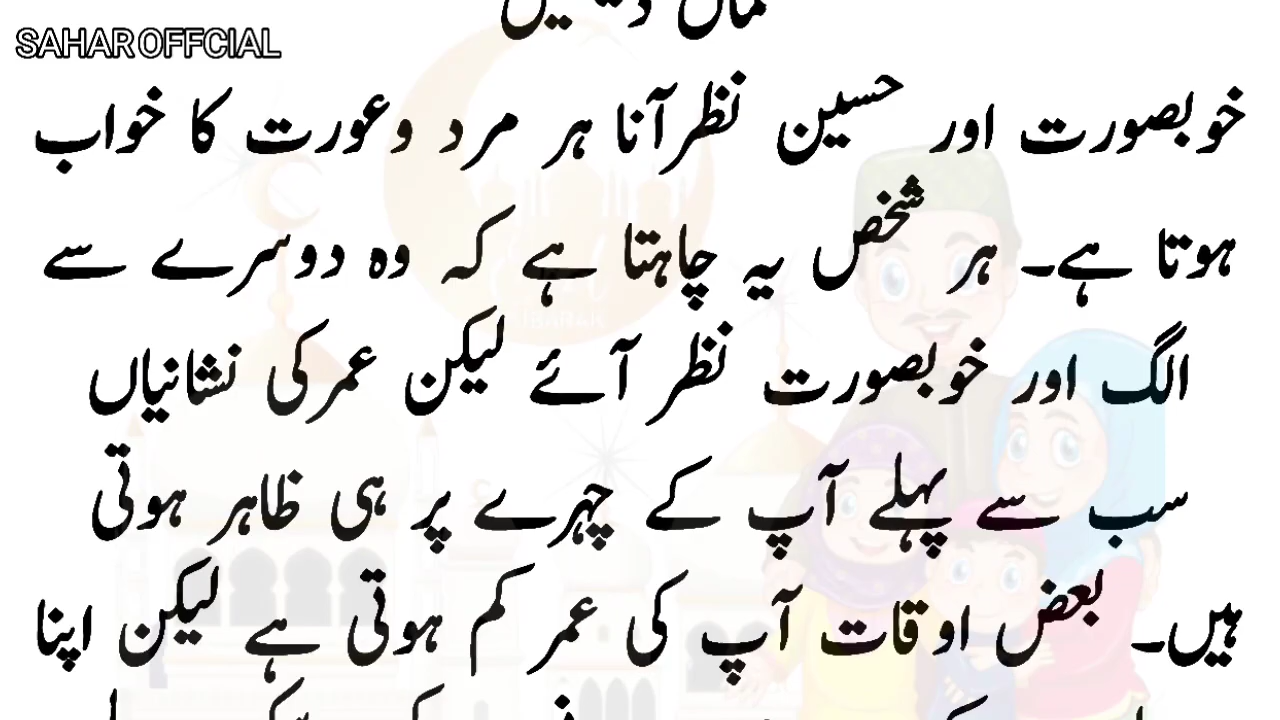 SAHAR OFFCIAL
خوبصورت اور حسین نظر آنا ہر مرد وعورت کا خواب
ہوتا ہے۔ ہر شخص یہ چاہتا ہے کہ وہ دوسرے سے
الگ اور خوبصورت نظر آئے لیکن عمر کی نشانیاں
سب سے پہلے آپ کے چہرے پر ہی ظاہر ہوتی
ہیں۔ بعض اوقات آپ کی عمر کم ہوتی ہے لیکن اپنا